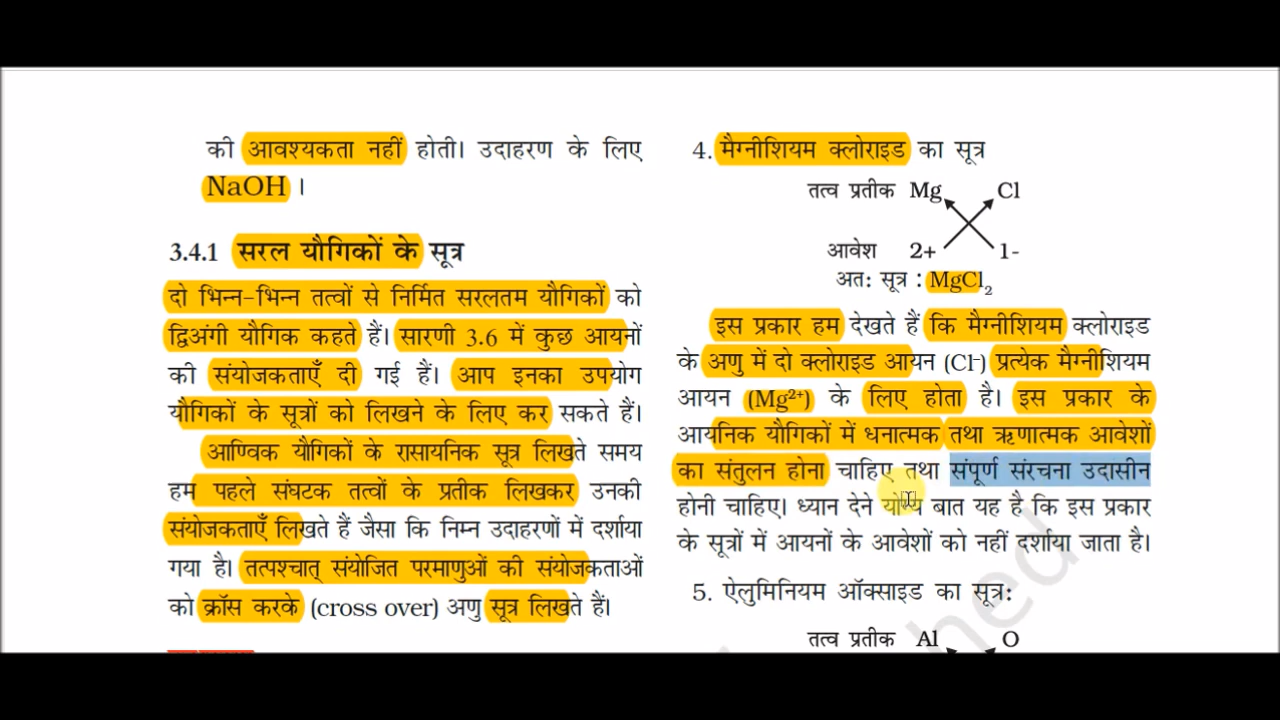 की आवश्यकता नहीं होती। उदाहरण के लिए
NaOH ।
3.4.1 सरल यौगिकों के सूत्र
दो भिन्न-भिन्न तत्वों से निर्मित सरलतम यौगिकों को
द्विअंगी यौगिक कहते हैं। सारणी 3.6 में कुछ आयनों
की संयोजकताएँ दी गई हैं। आप इनका उपयोग
यौगिकों के सूत्रों को लिखने के लिए कर सकते हैं।
आण्विक यौगिकों के रासायनिक सूत्र लिखते समय
हम पहले संघटक तत्वों के प्रतीक लिखकर उनकी
संयोजकताएँ लिखते हैं जैसा कि निम्न उदाहरणों में दर्शाया
गया है। तत्पश्चात् संयोजित परमाणुओं की संयोजकताओं
को क्रॉस करके (cross over) अणु सूत्र लिखते हैं।
4. मैग्नीशियम क्लोराइड का सूत्र
तत्व प्रतीक Mg Cl
आवेश 2+ 1-
अत: सूत्र : MgCl₂
इस प्रकार हम देखते हैं कि मैग्नीशियम क्लोराइड
के अणु में दो क्लोराइड आयन (Cl⁻) प्रत्येक मैग्नीशियम
आयन (Mg²⁺) के लिए होता है। इस प्रकार के
आयनिक यौगिकों में धनात्मक तथा ऋणात्मक आवेशों
का संतुलन होना चाहिए तथा संपूर्ण संरचना उदासीन
होनी चाहिए। ध्यान देने योग्य बात यह है कि इस प्रकार
के सूत्रों में आयनों के आवेशों को नहीं दर्शाया जाता है।
5. ऐलुमिनियम ऑक्साइड का सूत्र:
तत्व प्रतीक Al O